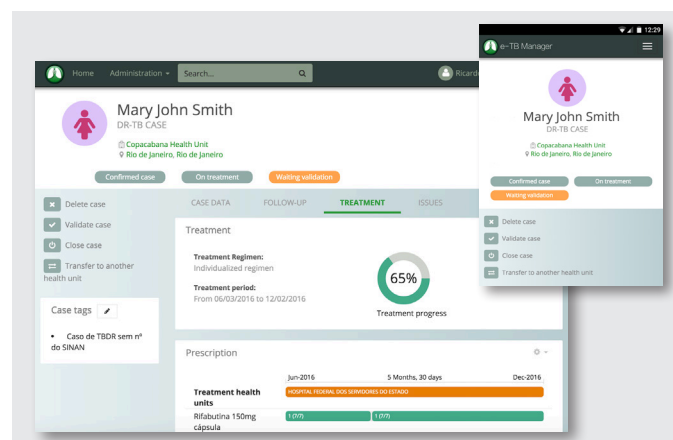 Home Administration Search... Ricard
Mary John Smith
DR-TB CASE
Copacabana Health Unit
Rio de Janeiro, Rio de Janeiro
Confirmed case On treatment Waiting validation
Delete case
Validate case
Close case
Transfer to another
health unit
Case tags
• Caso de TBDR sem nº
do SINAN
CASE DATA FOLLOW-UP TREATMENT ISSUES
Treatment
Treatment Regimen:
Individualized regimen
Treatment period:
From 06/03/2016 to 12/02/2016
65%
Treatment progress
Prescription
Jun-2016 5 Months, 30 days Dec-2016
Treatment health
units
HOSPITAL FEDERAL DOS SERVIDORES DO ESTADO
Rifabutina 150mg
cápsula
1 (7/7) 1 (7/7)
12:29
e-TB Manager
Mary John Smith
DR-TB CASE
Copacabana Health Unit
Rio de Janeiro, Rio de Janeiro
Confirmed case On treatment
Waiting validation
Delete case
Validate case
Close case
Transfer to another health unit